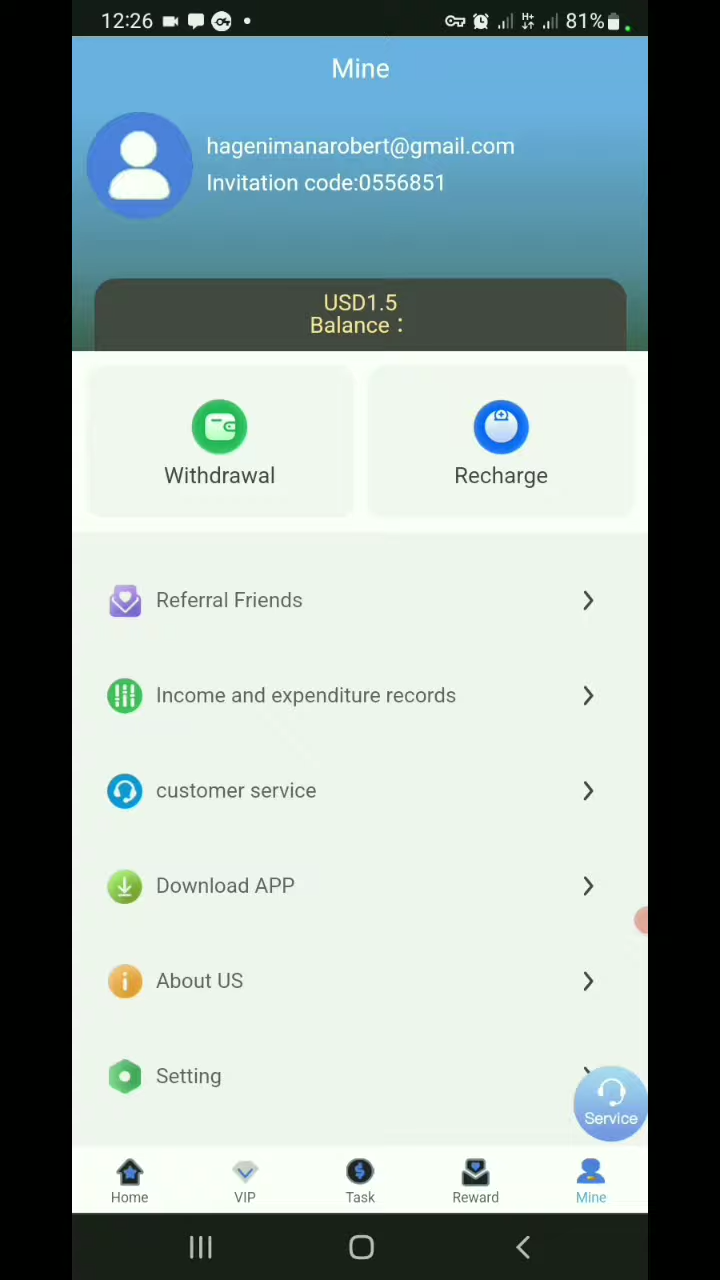 12:26
81%
Mine
hagenimanarobert@gmail.com
Invitation code:0556851
USD1.5
Balance：
Withdrawal
Recharge
Referral Friends
Income and expenditure records
customer service
Download APP
About US
Setting
Service
Home
VIP
Task
Reward
Mine